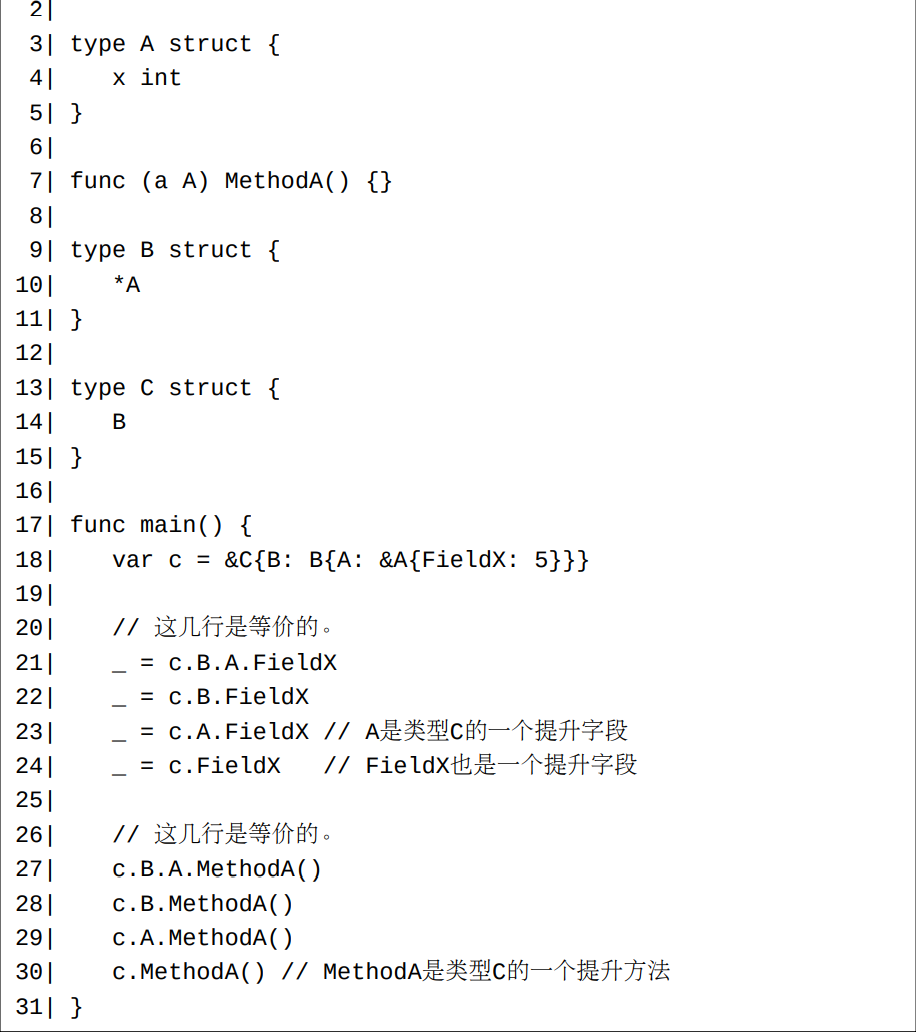 2|
3| type A struct {
4|    x int
5| }
6|
7| func (a A) MethodA() {}
8|
9| type B struct {
10|    *A
11| }
12|
13| type C struct {
14|    B
15| }
16|
17| func main() {
18|    var c = &C{B: B{A: &A{FieldX: 5}}}
19|
20|    // 这几行是等价的。
21|    _ = c.B.A.FieldX
22|    _ = c.B.FieldX
23|    _ = c.A.FieldX // A是类型C的一个提升字段
24|    _ = c.FieldX   // FieldX也是一个提升字段
25|
26|    // 这几行是等价的。
27|    c.B.A.MethodA()
28|    c.B.MethodA()
29|    c.A.MethodA()
30|    c.MethodA() // MethodA是类型C的一个提升方法
31| }